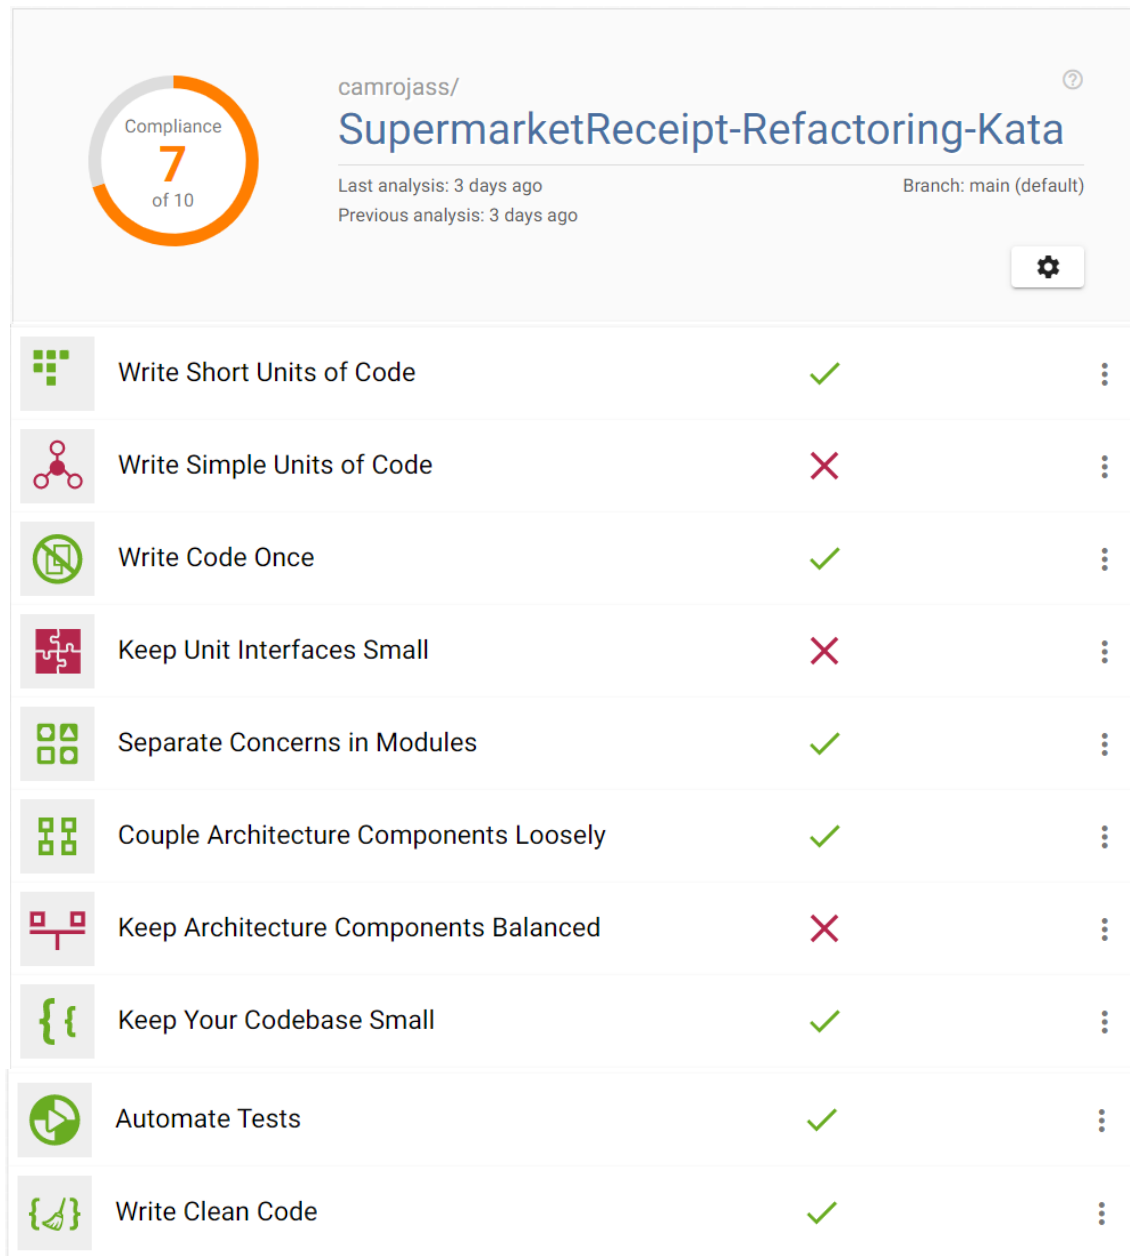 Compliance
7
of 10
camrojass/
SupermarketReceipt-Refactoring-Kata
Last analysis: 3 days ago
Branch: main (default)
Previous analysis: 3 days ago
Write Short Units of Code
Write Simple Units of Code
Write Code Once
Keep Unit Interfaces Small
Separate Concerns in Modules
Couple Architecture Components Loosely
Keep Architecture Components Balanced
Keep Your Codebase Small
Automate Tests
Write Clean Code